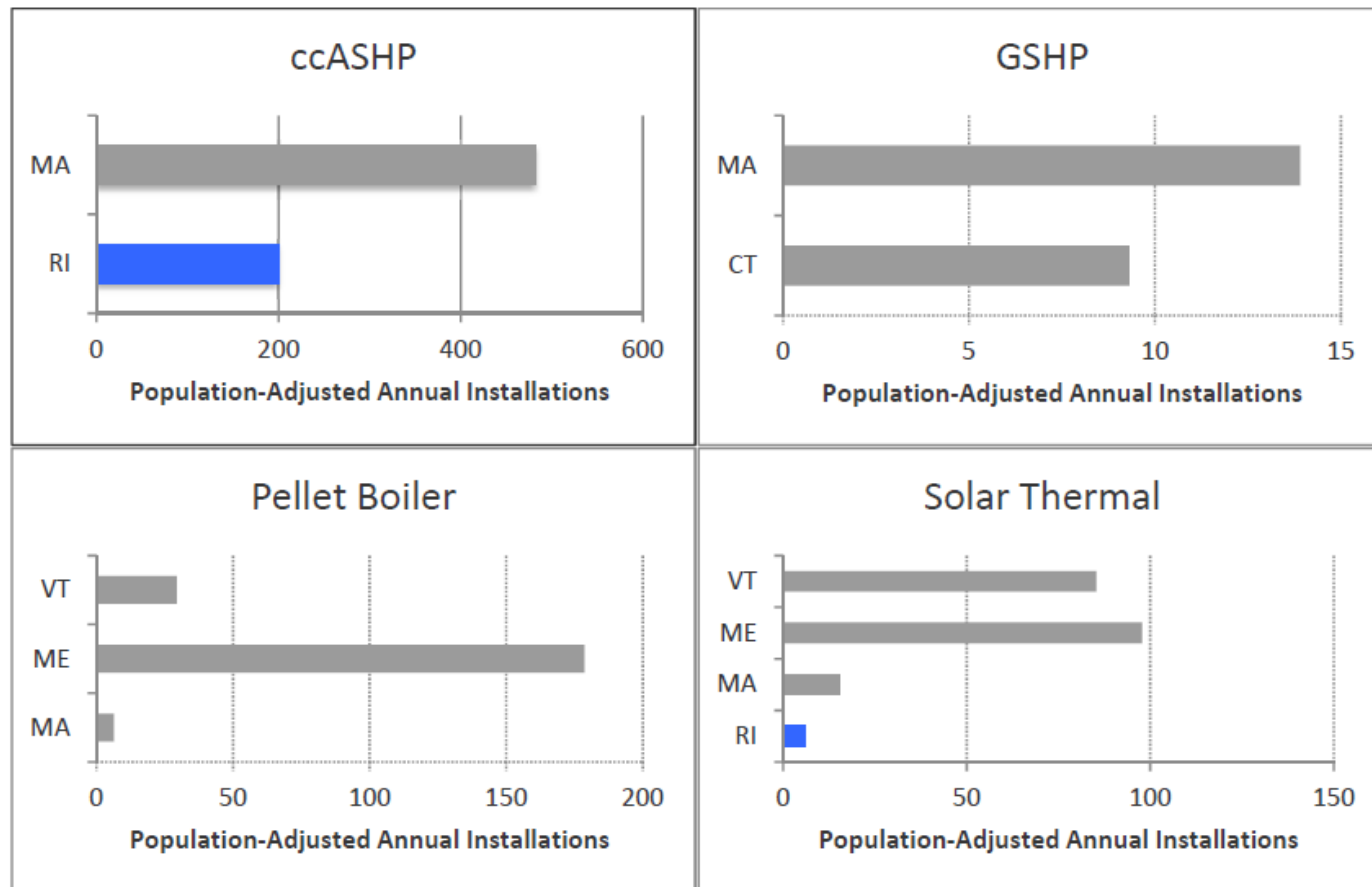 ccASHP
MA
RI
0 200 400 600
Population-Adjusted Annual Installations
GSHP
MA
CT
0 5 10 15
Population-Adjusted Annual Installations
Pellet Boiler
VT
ME
MA
0 50 100 150 200
Population-Adjusted Annual Installations
Solar Thermal
VT
ME
MA
RI
0 50 100 150
Population-Adjusted Annual Installations